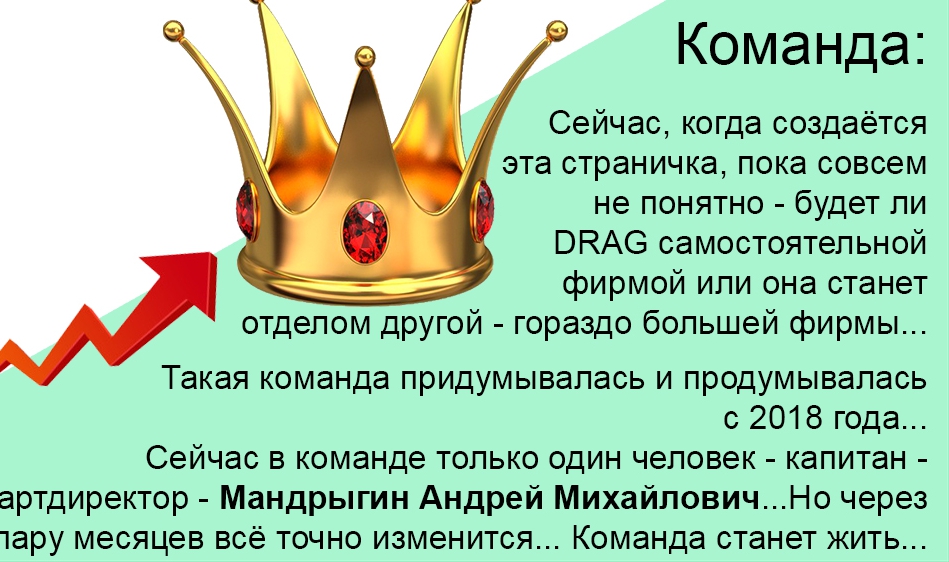 Команда:
Сейчас, когда создаётся
эта страничка, пока совсем
не понятно - будет ли
DRAG самостоятельной
фирмой или она станет
отделом другой - гораздо большей фирмы...
Такая команда придумывалась и продумывалась
с 2018 года...
Сейчас в команде только один человек - капитан -
артдиректор - Мандрыгин Андрей Михайлович...Но через
пару месяцев всё точно изменится... Команда станет жить...